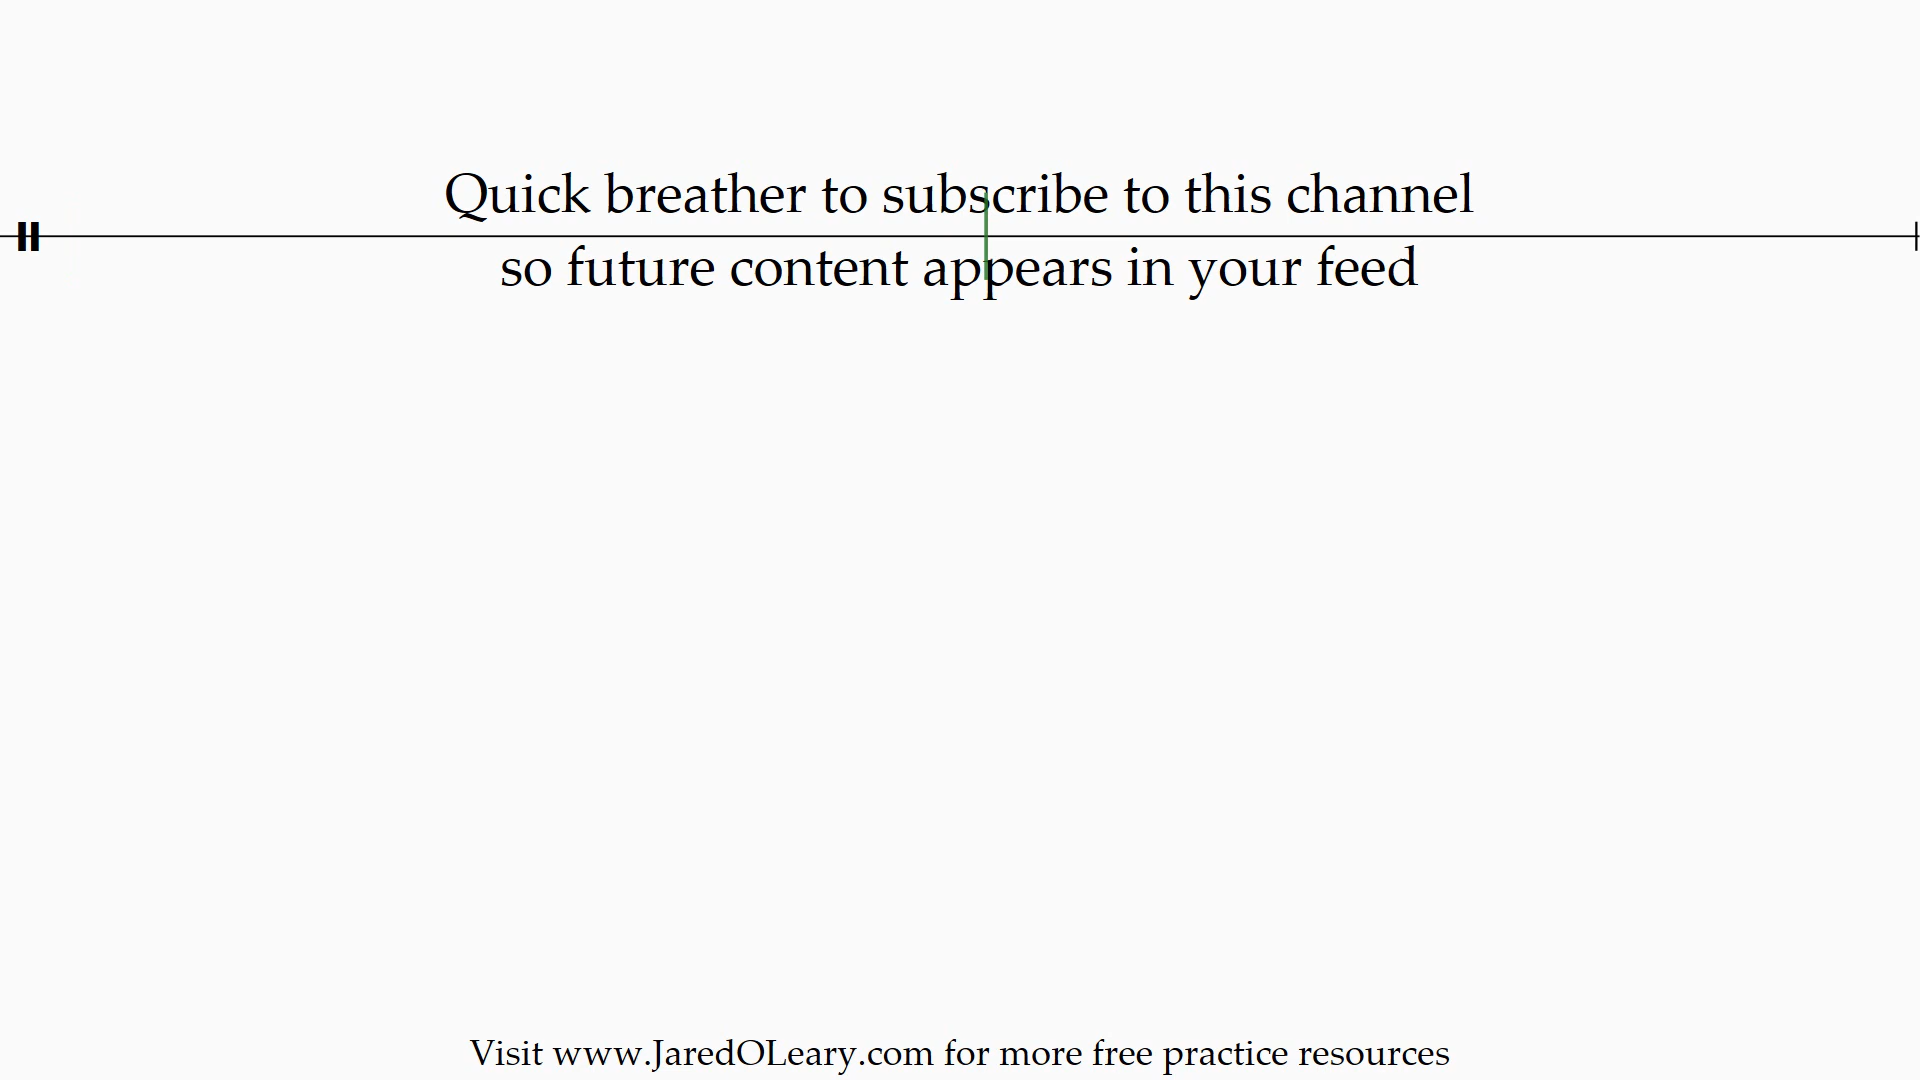 Quick breather to subscribe to this channel
so future content appears in your feed
Visit www.JaredOLeary.com for more free practice resources